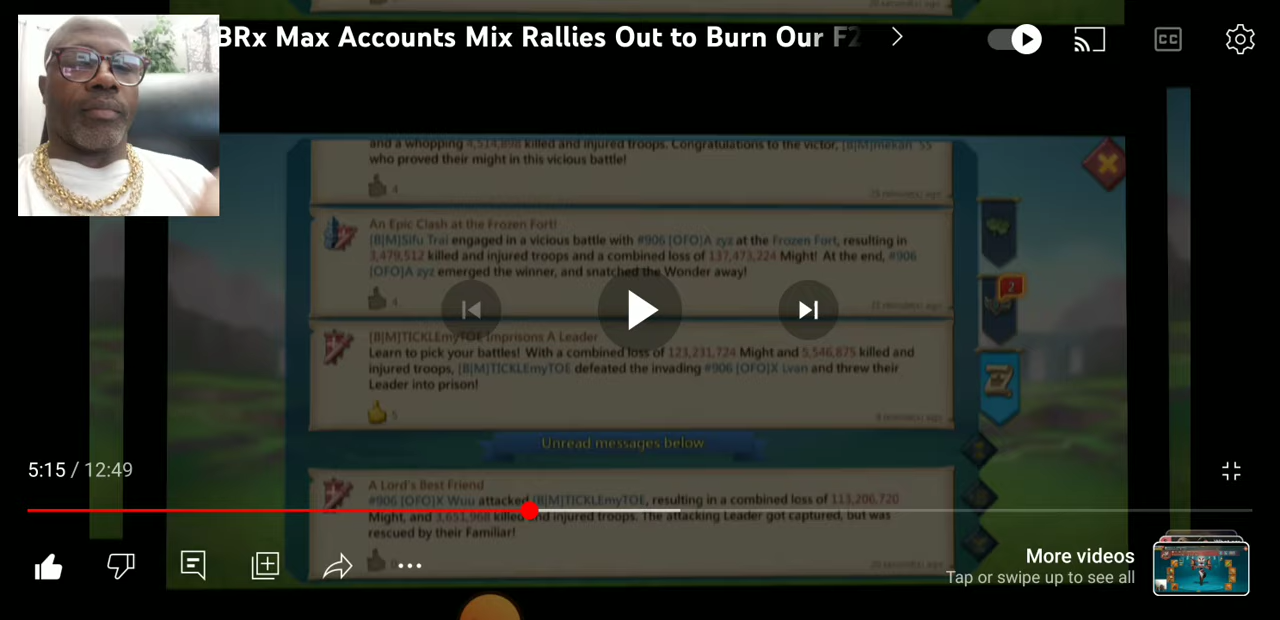 BRx Max Accounts Mix Rallies Out to Burn Our F2
CC
20 second(s) ago
and a whopping 4,514,898 killed and injured troops. Congratulations to the victor, [B[M]mekan 55
who proved their might in this vicious battle!
4
An Epic Clash at the Frozen Fort!
[B[M]Sifu Trai engaged in a vicious battle with #906 [OFO]A zyz at the Frozen Fort, resulting in
3,479,512 killed and injured troops and a combined loss of 137,473,224 Might! At the end, #906
[OFO]A zyz emerged the winner, and snatched the Wonder away!
4
2
[B[M]TICKLEmyTOE Imprisons A Leader
Learn to pick your battles! With a combined loss of 123,231,724 Might and 5,546,875 killed and
injured troops, [B[M]TICKLEmyTOE defeated the invading #906 [OFO]X Lvan and threw their
Leader into prison!
5
Unread messages below
5:15 / 12:49
A Lord's Best Friend
#906 [OFO]X Wuu attacked [B[M]TICKLEmyTOE, resulting in a combined loss of 113,206,720
Might, and 3,651,968 killed and injured troops. The attacking Leader got captured, but was
rescued by their Familiar!
More videos
Tap or swipe up to see all